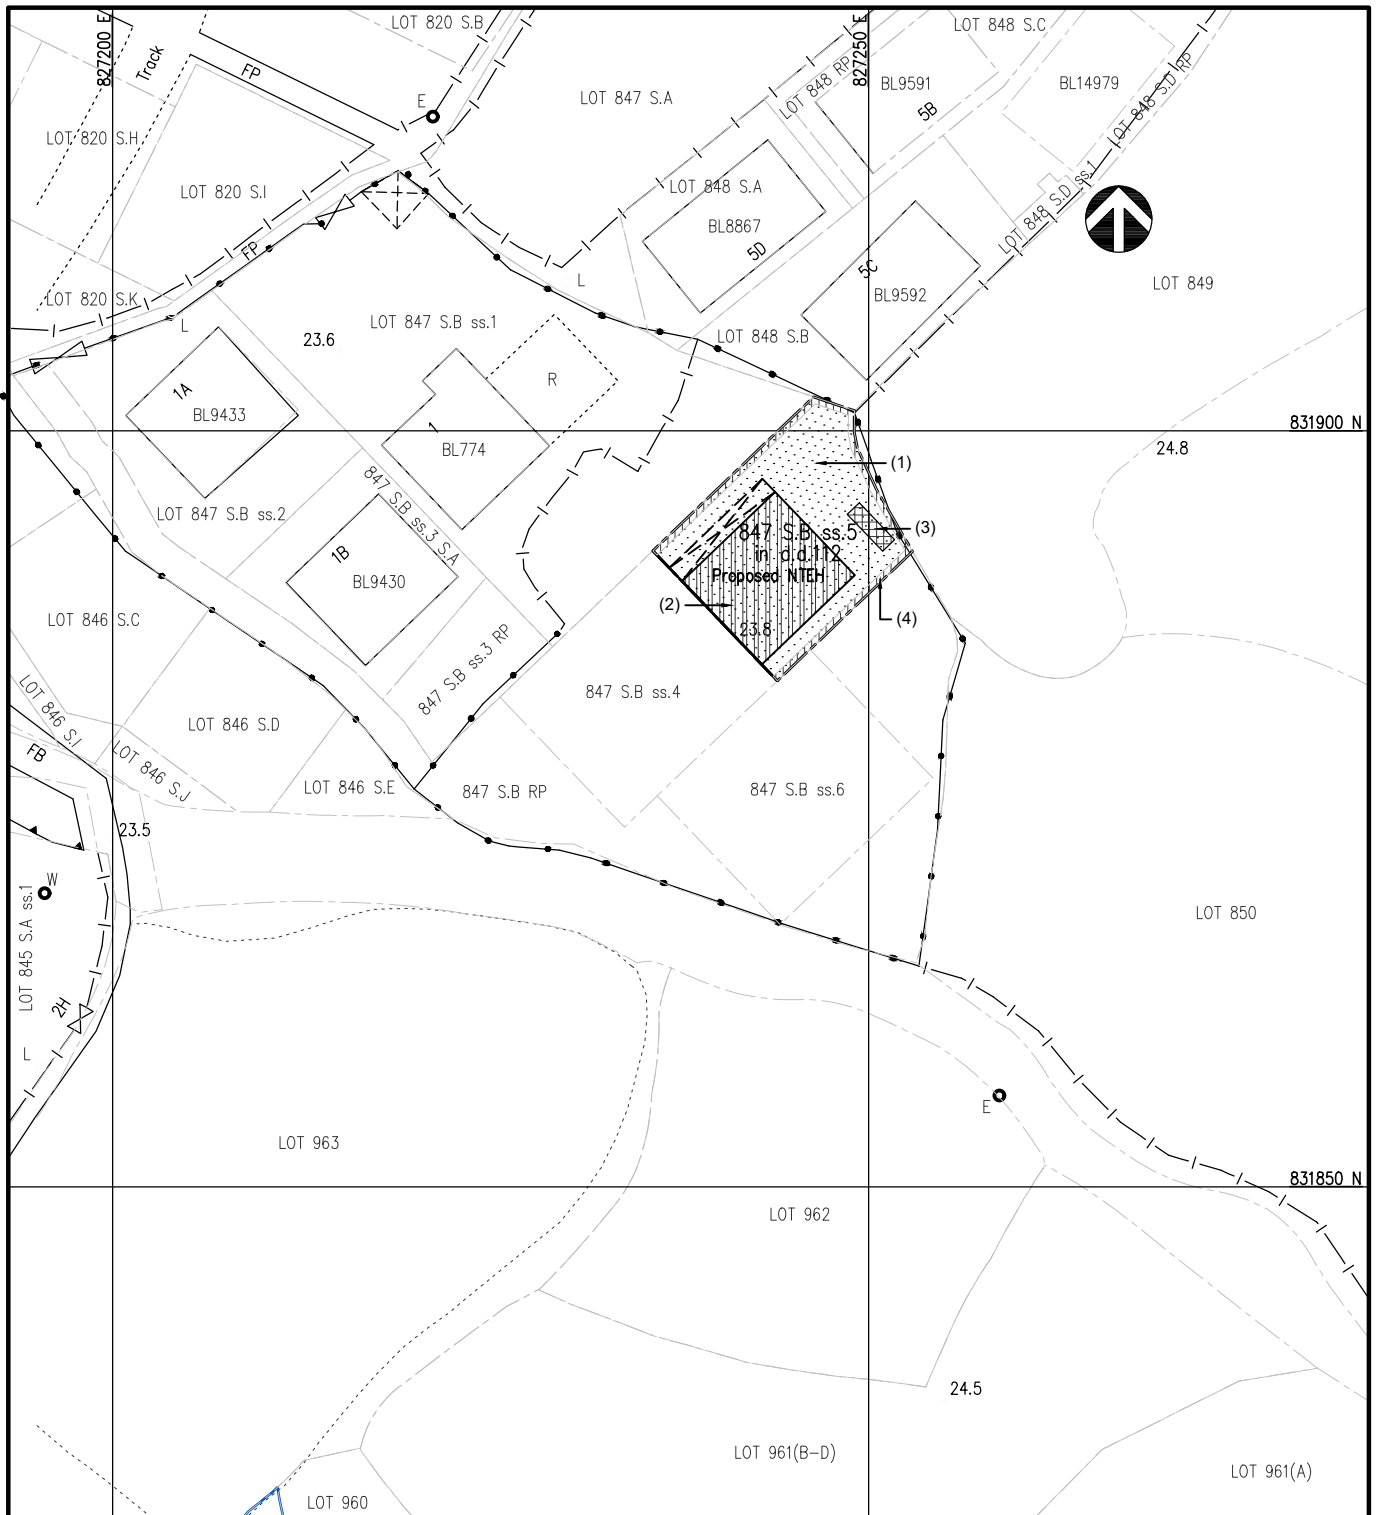 LOT 820 S.B
827200 E
Track
FP
E
LOT 847 S.A
827250 E
LOT 848 S.C
LOT 848 RP
BL9591
5B
BL14979
LOT 848 S.D RP
LOT 820 S.H
LOT 820 S.I
LOT 848 S.A
BL8867
5D
LOT 848 S.D ss.1
FP
5C
BL9592
LOT 849
LOT 820 S.K
L
L
LOT 847 S.B ss.1
23.6
LOT 848 S.B
1A
BL9433
R
1
BL774
831900 N
24.8
(1)
847 S.B ss.3 S.A
LOT 847 S.B ss.2
(3)
847 S.B ss.5
in d.d.112
Proposed NTEH
1B
BL9430
(2)
(4)
23.8
LOT 846 S.C
847 S.B ss.3 RP
847 S.B ss.4
LOT 846 S.I
LOT 846 S.D
FB
LOT 846 S.J
LOT 846 S.E
847 S.B RP
847 S.B ss.6
23.5
W
LOT 845 S.A ss.1
LOT 850
2H
L
E
LOT 963
831850 N
LOT 962
24.5
LOT 961(B-D)
LOT 961(A)
LOT 960